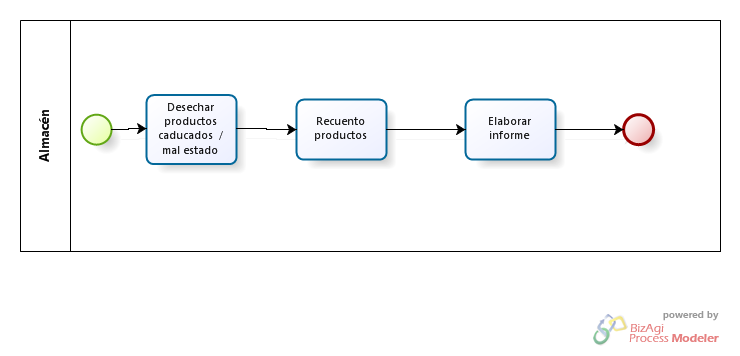 Almacén
Desechar
productos
caducados /
mal estado
Recuento
productos
Elaborar
informe
powered by
BizAgi
Process Modeler